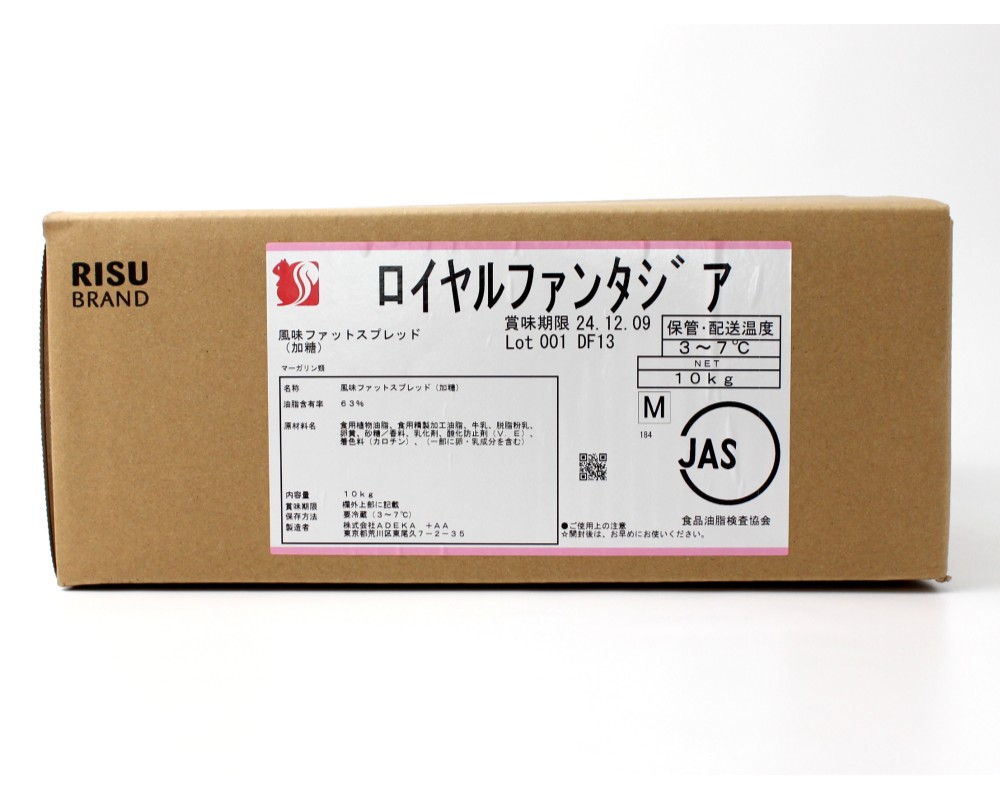 RISU
BRAND
ロイヤルファンタジア
風味ファットスプレッド
（加糖）
賞味期限 24.12.09
Lot 001 DF13
保管・配送温度
3～7℃
NET
10kg
マーガリン類
名称 風味ファットスプレッド（加糖）
油脂含有率 63%
原材料名 食用植物油脂、食用精製加工油脂、牛乳、脱脂粉乳、
卵黄、砂糖／香料、乳化剤、酸化防止剤（V．E）、
着色料（カロチン）、（一部に卵・乳成分を含む）
内容量 10kg
賞味期限 欄外上部に記載
保存方法 要冷蔵（3～7℃）
製造者 株式会社ADEKA ＋AA
東京都荒川区東尾久7－2－35
M
184
JAS
食品油脂検査協会
●ご使用上の注意
☆開封後は、お早めにお使いください。